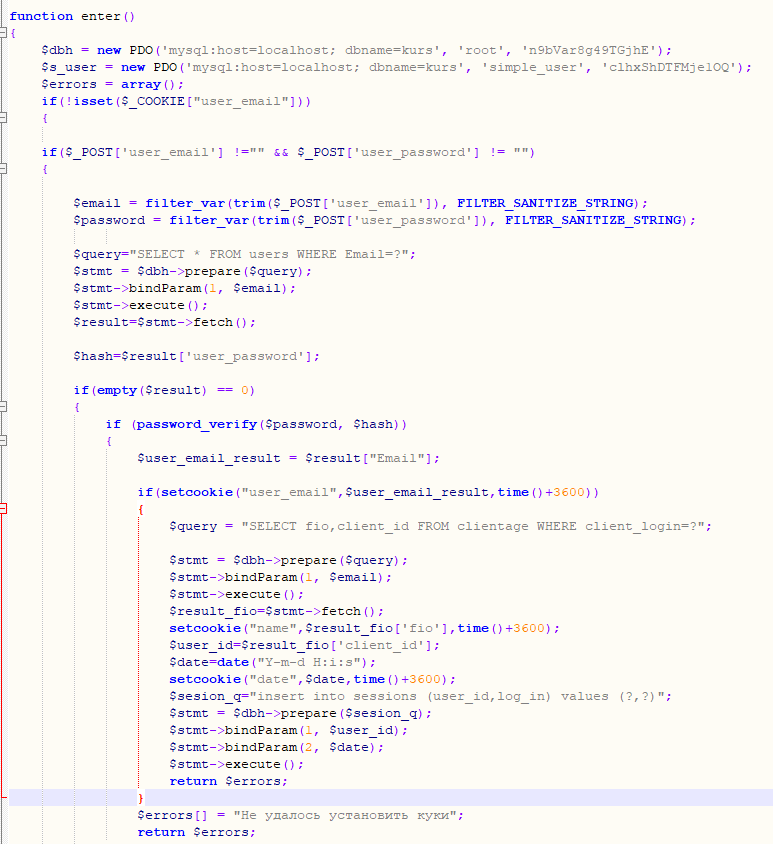 function enter()
{
$dbh = new PDO('mysql:host=localhost; dbname=kurs', 'root', 'n9bVar8g49TGjhE');
$s_user = new PDO('mysql:host=localhost; dbname=kurs', 'simple_user', 'clhxShDTFMje1OQ');
$errors = array();
if(!isset($_COOKIE["user_email"]))
{
if($_POST['user_email'] !="" && $_POST['user_password'] != "")
{
$email = filter_var(trim($_POST['user_email']), FILTER_SANITIZE_STRING);
$password = filter_var(trim($_POST['user_password']), FILTER_SANITIZE_STRING);
$query="SELECT * FROM users WHERE Email=?";
$stmt = $dbh->prepare($query);
$stmt->bindParam(1, $email);
$stmt->execute();
$result=$stmt->fetch();
$hash=$result['user_password'];
if(empty($result) == 0)
{
if (password_verify($password, $hash))
{
$user_email_result = $result["Email"];
if(setcookie("user_email",$user_email_result,time()+3600))
{
$query = "SELECT fio,client_id FROM clientage WHERE client_login=?";
$stmt = $dbh->prepare($query);
$stmt->bindParam(1, $email);
$stmt->execute();
$result_fio=$stmt->fetch();
setcookie("name",$result_fio['fio'],time()+3600);
$user_id=$result_fio['client_id'];
$date=date("Y-m-d H:i:s");
setcookie("date",$date,time()+3600);
$sesion_q="insert into sessions (user_id,log_in) values (?,?)";
$stmt = $dbh->prepare($sesion_q);
$stmt->bindParam(1, $user_id);
$stmt->bindParam(2, $date);
$stmt->execute();
return $errors;
}
$errors[] = "Не удалось установить куки";
return $errors;